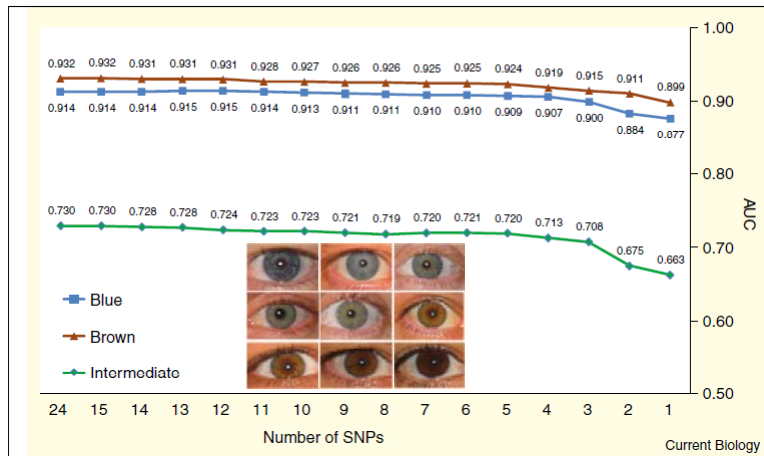 1.00
0.932 0.932 0.931 0.931 0.931 0.928 0.927 0.926 0.926 0.925 0.925 0.924 0.919 0.915 0.911 0.899
0.90
0.914 0.914 0.914 0.915 0.915 0.914 0.913 0.911 0.911 0.910 0.910 0.909 0.907 0.900 0.884 0.077
0.80
AUC
0.730 0.730 0.728 0.728 0.724 0.723 0.723 0.721 0.719 0.720 0.721 0.720 0.713 0.708 0.675 0.663
0.70
Blue
0.60
Brown
Intermediate
0.50
24 15 14 13 12 11 10 9 8 7 6 5 4 3 2 1
Number of SNPs
Current Biology